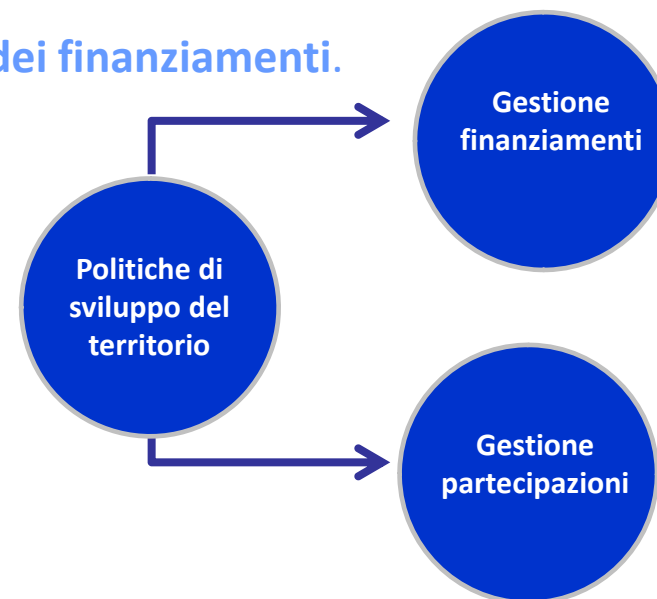 dei finanziamenti.
Gestione
finanziamenti
Politiche di
sviluppo del
territorio
Gestione
partecipazioni